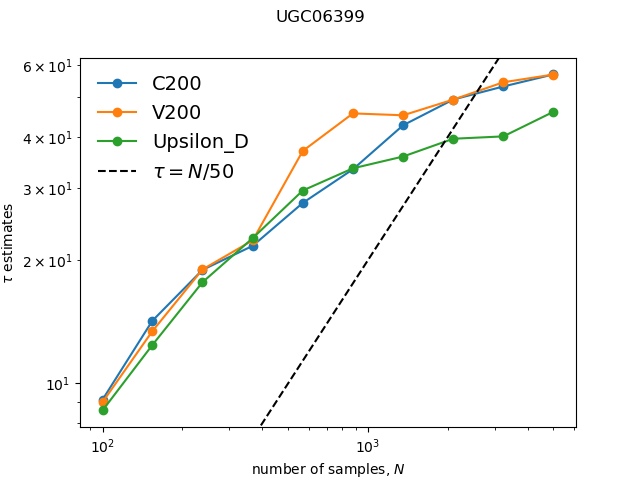 UGC06399
6 × 10¹
4 × 10¹
3 × 10¹
2 × 10¹
10¹
τ estimates
C200
V200
Upsilon_D
τ = N/50
10²
10³
number of samples, N